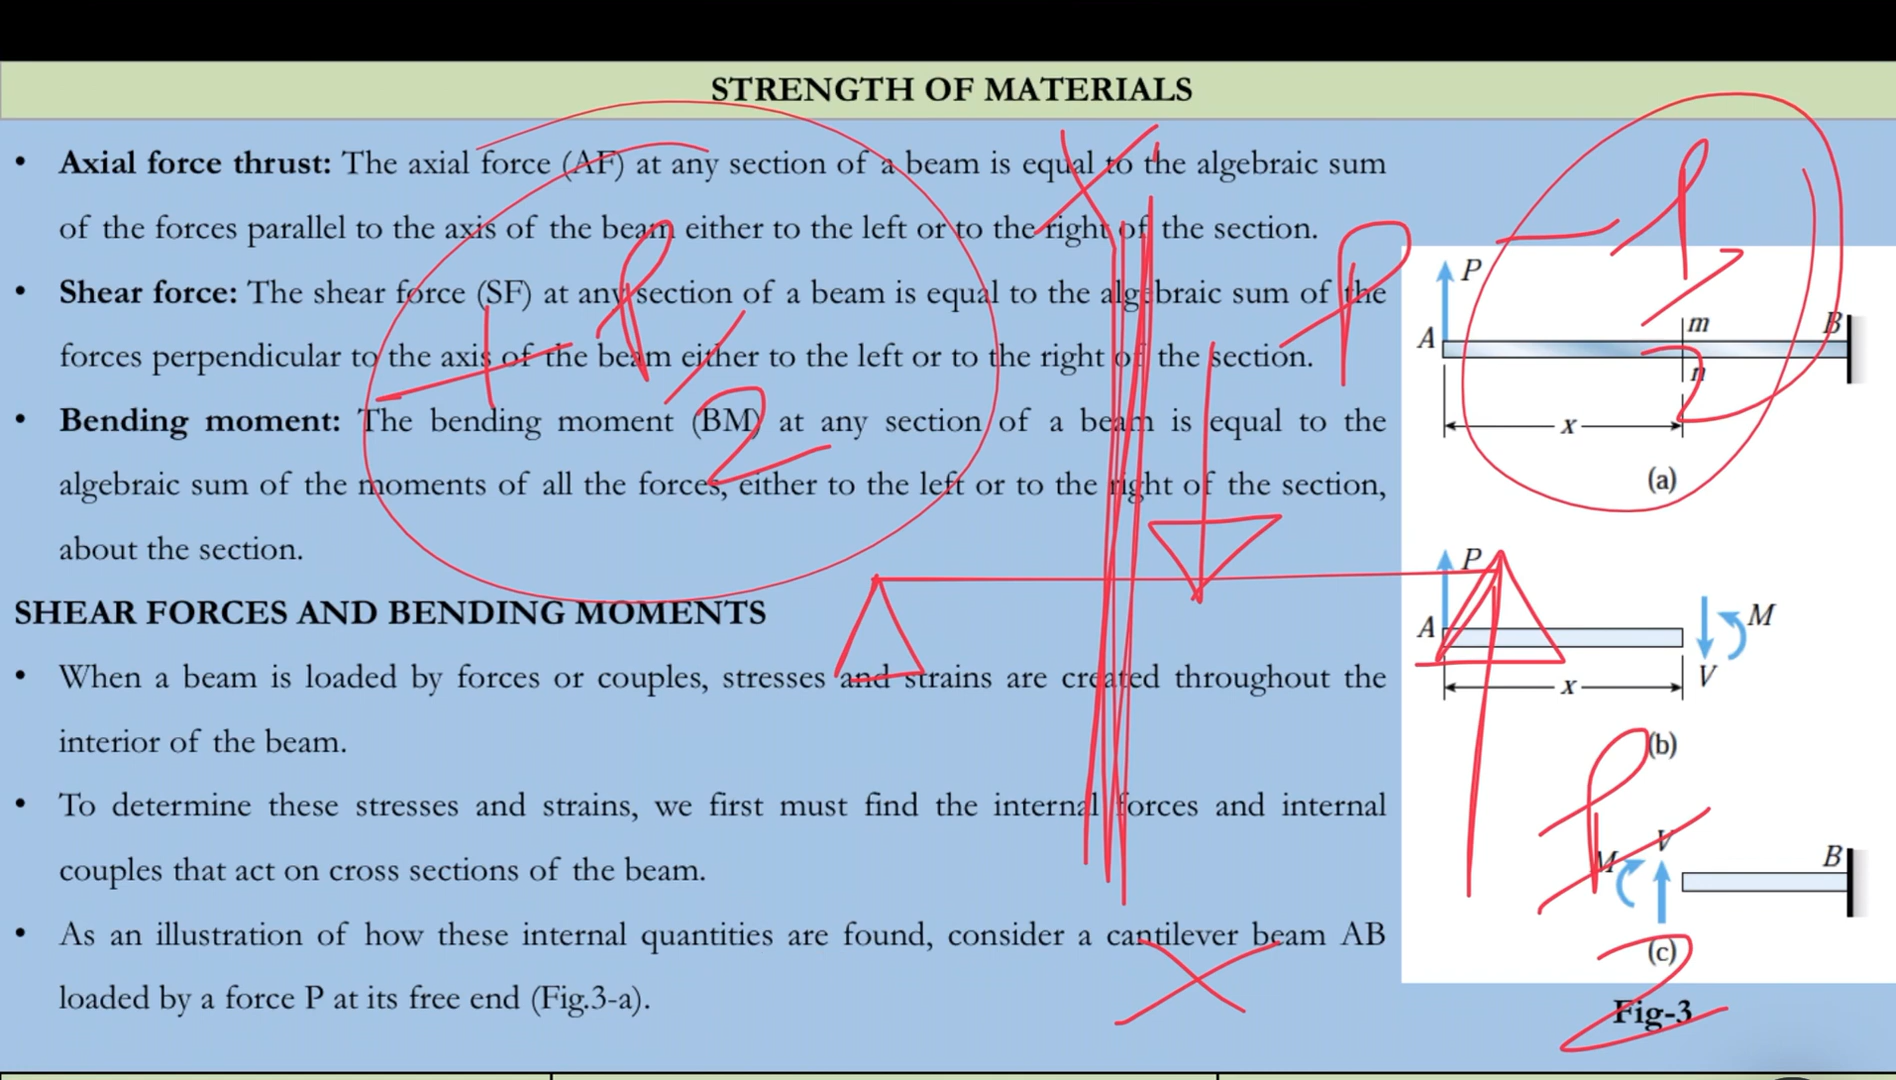 STRENGTH OF MATERIALS
• Axial force thrust: The axial force (AF) at any section of a beam is equal to the algebraic sum
of the forces parallel to the axis of the beam either to the left or to the right of the section.
• Shear force: The shear force (SF) at any section of a beam is equal to the algebraic sum of the
forces perpendicular to the axis of the beam either to the left or to the right of the section.
• Bending moment: The bending moment (BM) at any section of a beam is equal to the
algebraic sum of the moments of all the forces, either to the left or to the right of the section,
about the section.
SHEAR FORCES AND BENDING MOMENTS
• When a beam is loaded by forces or couples, stresses and strains are created throughout the
interior of the beam.
• To determine these stresses and strains, we first must find the internal forces and internal
couples that act on cross sections of the beam.
• As an illustration of how these internal quantities are found, consider a cantilever beam AB
loaded by a force P at its free end (Fig.3-a).
+P/2
X
P
X
-P/2
P
A
m
B
n
x
(a)
P
A
M
V
x
(b)
P/2
M
V
B
(c)
Fig-3